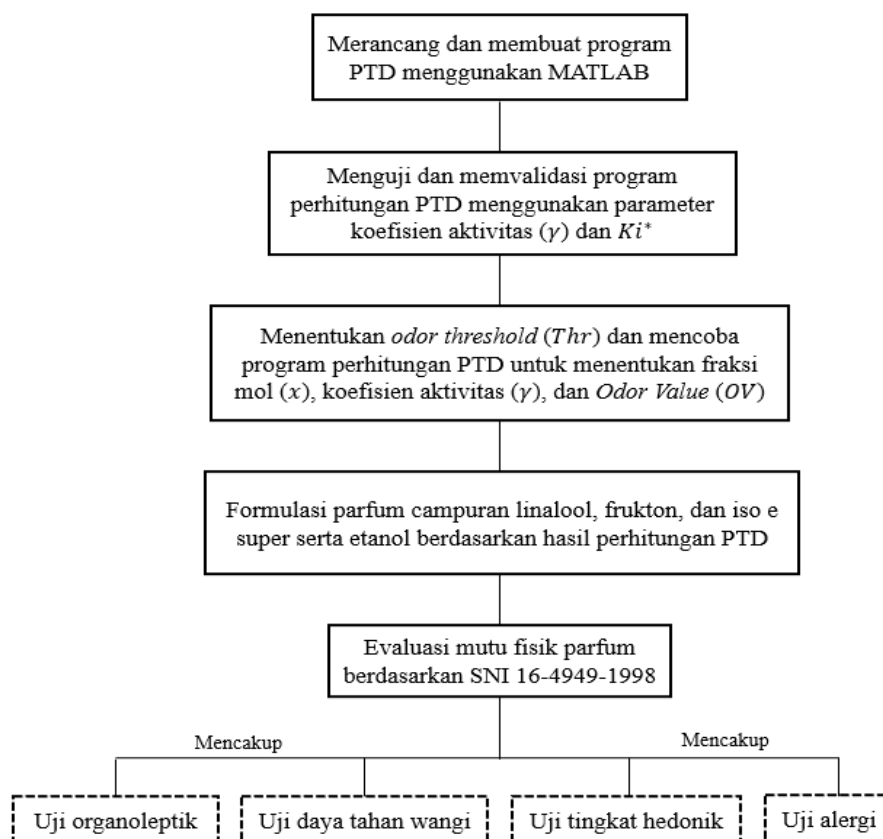 Merancang dan membuat program
PTD menggunakan MATLAB
Menguji dan memvalidasi program
perhitungan PTD menggunakan parameter
koefisien aktivitas (γ) dan Ki*
Menentukan odor threshold (Thr) dan mencoba
program perhitungan PTD untuk menentukan fraksi
mol (x), koefisien aktivitas (γ), dan Odor Value (OV)
Formulasi parfum campuran linalool, frukton, dan iso e
super serta etanol berdasarkan hasil perhitungan PTD
Evaluasi mutu fisik parfum
berdasarkan SNI 16-4949-1998
Mencakup
Mencakup
Uji organoleptik
Uji daya tahan wangi
Uji tingkat hedonik
Uji alergi